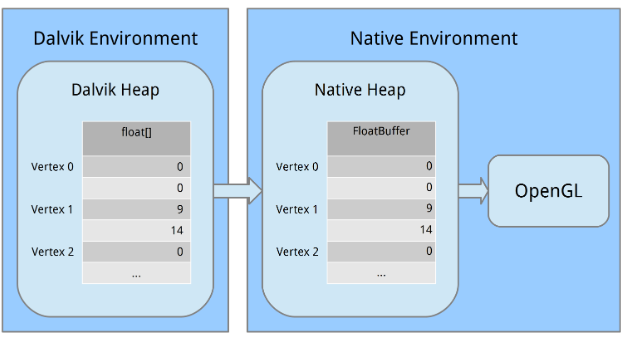 Dalvik Environment
Dalvik Heap
float[]
Vertex 0 0
0
Vertex 1 9
14
Vertex 2 0
...
Native Environment
Native Heap
FloatBuffer
Vertex 0 0
0
Vertex 1 9
14
Vertex 2 0
...
OpenGL